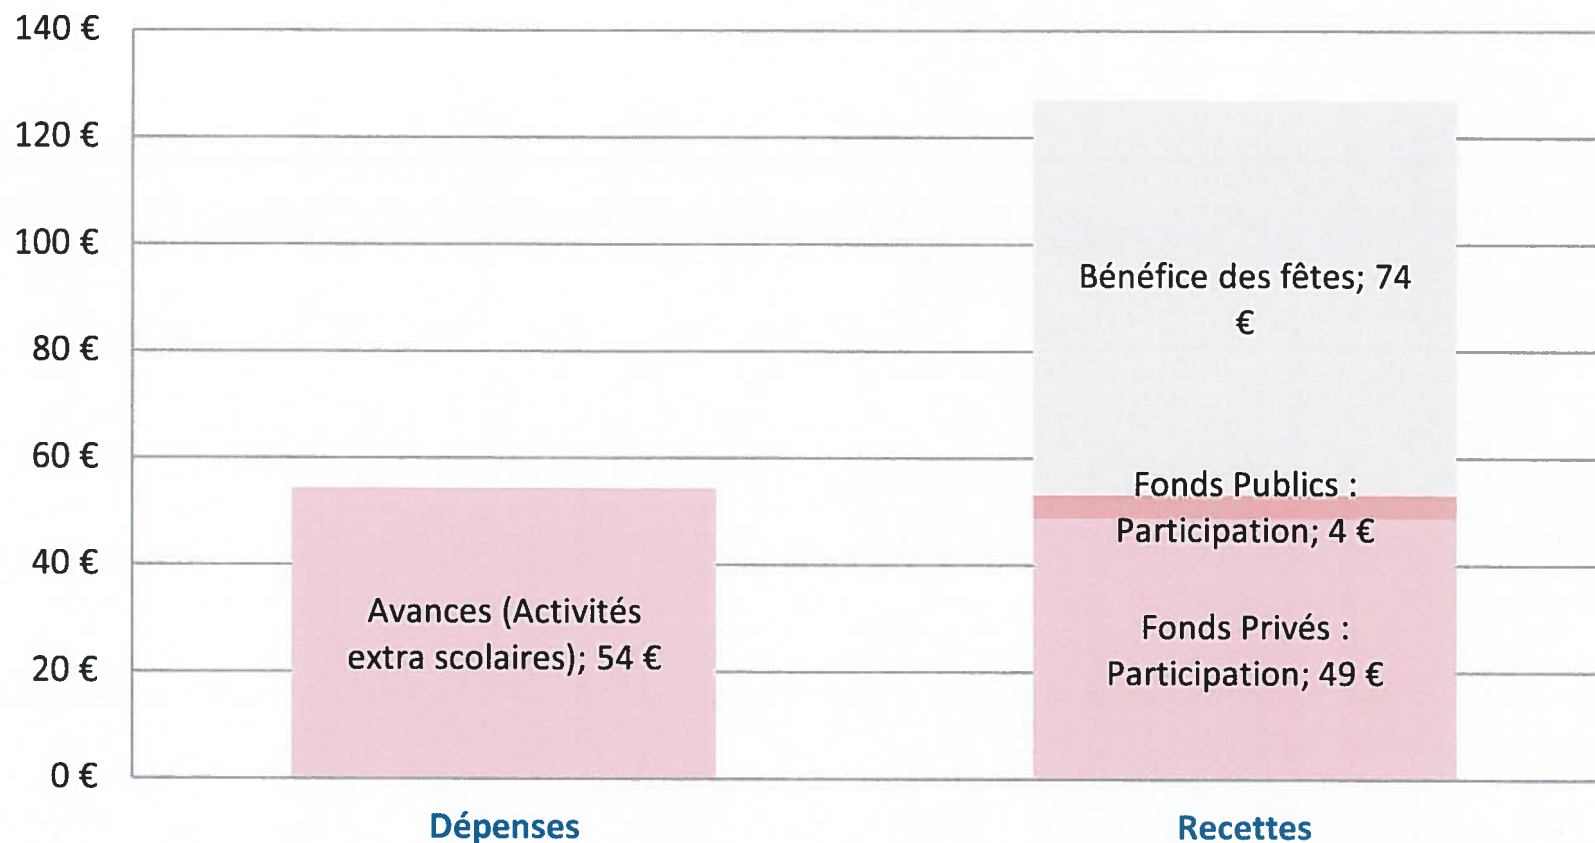 140 €
120 €
100 €
80 €
60 €
40 €
20 €
0 €
Avances (Activités
extra scolaires); 54 €
Bénéfice des fêtes; 74
€
Fonds Publics :
Participation; 4 €
Fonds Privés :
Participation; 49 €
Dépenses
Recettes